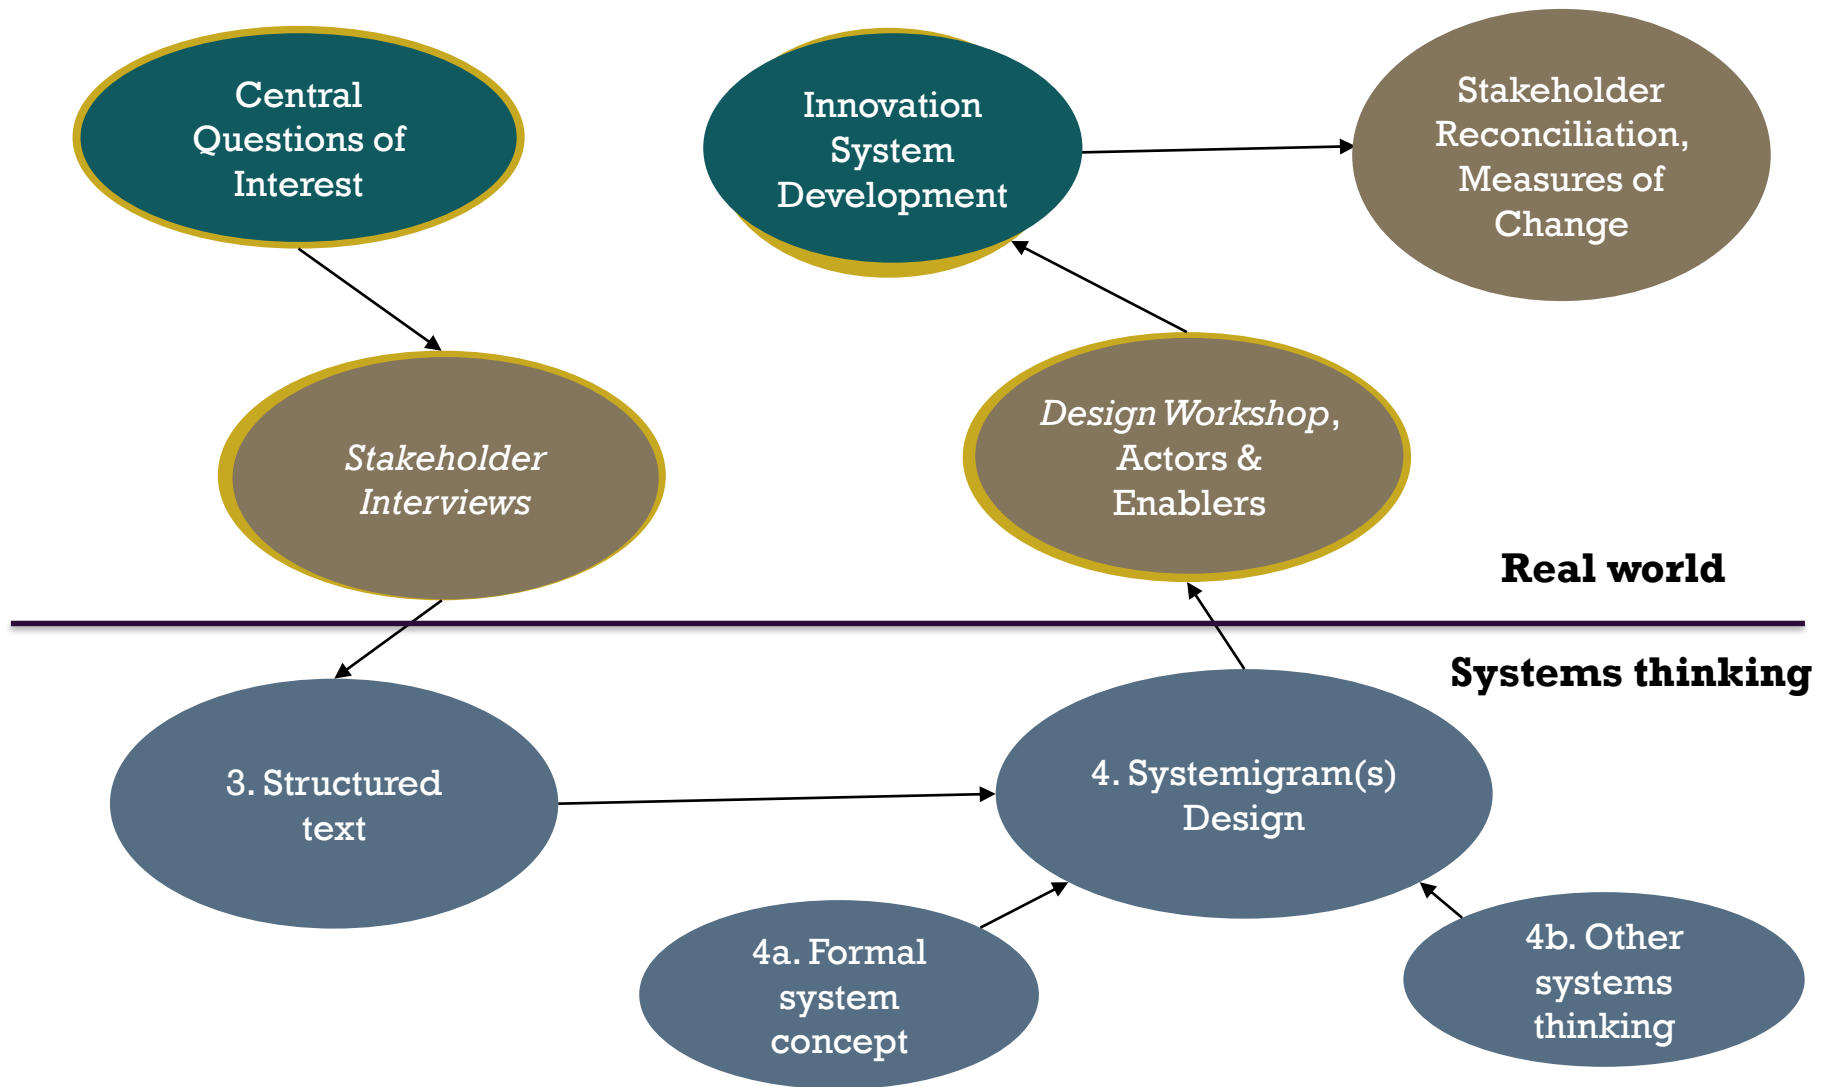 Central
Questions of
Interest
Innovation
System
Development
Stakeholder
Reconciliation,
Measures of
Change
Stakeholder
Interviews
Design Workshop,
Actors &
Enablers
Real world
Systems thinking
3. Structured
text
4. Systemigram(s)
Design
4a. Formal
system
concept
4b. Other
systems
thinking